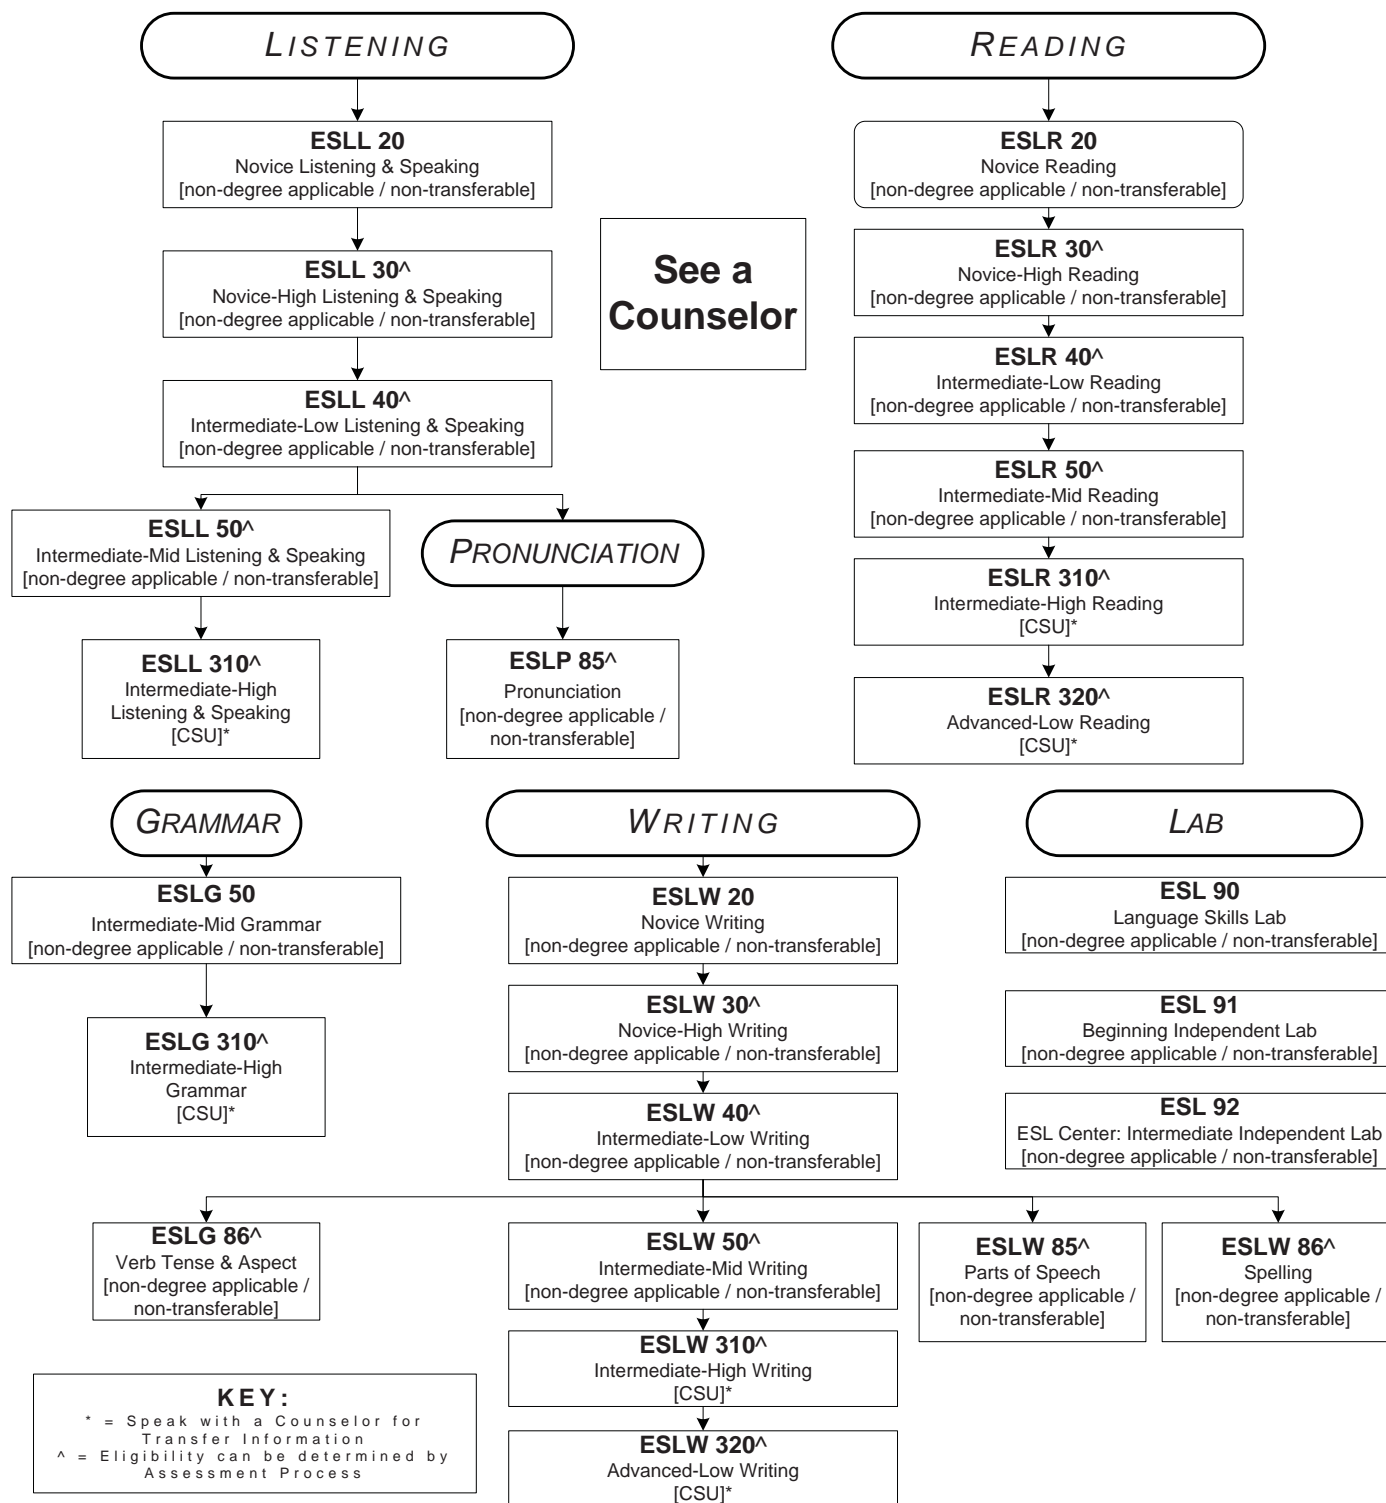 LISTENING
ESLL 20
Novice Listening & Speaking
[non-degree applicable / non-transferable]
ESLL 30^
Novice-High Listening & Speaking
[non-degree applicable / non-transferable]
ESLL 40^
Intermediate-Low Listening & Speaking
[non-degree applicable / non-transferable]
ESLL 50^
Intermediate-Mid Listening & Speaking
[non-degree applicable / non-transferable]
ESLL 310^
Intermediate-High
Listening & Speaking
[CSU]*
PRONUNCIATION
ESLP 85^
Pronunciation
[non-degree applicable /
non-transferable]
See a
Counselor
READING
ESLR 20
Novice Reading
[non-degree applicable / non-transferable]
ESLR 30^
Novice-High Reading
[non-degree applicable / non-transferable]
ESLR 40^
Intermediate-Low Reading
[non-degree applicable / non-transferable]
ESLR 50^
Intermediate-Mid Reading
[non-degree applicable / non-transferable]
ESLR 310^
Intermediate-High Reading
[CSU]*
ESLR 320^
Advanced-Low Reading
[CSU]*
GRAMMAR
ESLG 50
Intermediate-Mid Grammar
[non-degree applicable / non-transferable]
ESLG 310^
Intermediate-High
Grammar
[CSU]*
WRITING
ESLW 20
Novice Writing
[non-degree applicable / non-transferable]
ESLW 30^
Novice-High Writing
[non-degree applicable / non-transferable]
ESLW 40^
Intermediate-Low Writing
[non-degree applicable / non-transferable]
LAB
ESL 90
Language Skills Lab
[non-degree applicable / non-transferable]
ESL 91
Beginning Independent Lab
[non-degree applicable / non-transferable]
ESL 92
ESL Center: Intermediate Independent Lab
[non-degree applicable / non-transferable]
ESLG 86^
Verb Tense & Aspect
[non-degree applicable /
non-transferable]
ESLW 50^
Intermediate-Mid Writing
[non-degree applicable / non-transferable]
ESLW 85^
Parts of Speech
[non-degree applicable /
non-transferable]
ESLW 86^
Spelling
[non-degree applicable /
non-transferable]
ESLW 310^
Intermediate-High Writing
[CSU]*
ESLW 320^
Advanced-Low Writing
[CSU]*
KEY:
* = Speak with a Counselor for
Transfer Information
^ = Eligibility can be determined by
Assessment Process